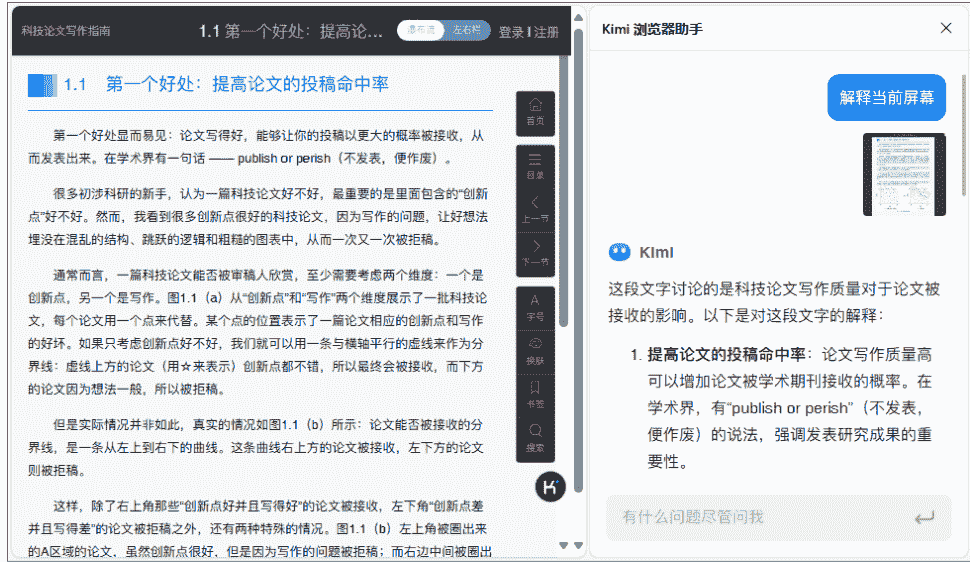 科技论文写作指南
1.1 第一个好处：提高论...
瀑布流 左右栏
登录 | 注册
1.1 第一个好处：提高论文的投稿命中率
第一个好处显而易见：论文写得好，能够让你的投稿以更大的概率被接收，从
而发表出来。在学术界有一句话 —— publish or perish（不发表，便作废）。
很多初涉科研的新手，认为一篇科技论文好不好，最重要的是里面包含的“创新
点”好不好。然而，我看到很多创新点很好的科技论文，因为写作的问题，让好想法
埋没在混乱的结构、跳跃的逻辑和粗糙的图表中，从而一次又一次被拒稿。
通常而言，一篇科技论文能否被审稿人欣赏，至少需要考虑两个维度：一个是
创新点，另一个是写作。图1.1（a）从“创新点”和“写作”两个维度展示了一批科技论
文，每个论文用一个点来代替。某个点的位置表示了一篇论文相应的创新点和写作
的好坏。如果只考虑创新点好不好，我们就可以用一条与横轴平行的虚线来作为分
界线：虚线上方的论文（用☆来表示）创新点都不错，所以最终会被接收，而下方
的论文因为想法一般，所以被拒稿。
但是实际情况并非如此，真实的情况如图1.1（b）所示：论文能否被接收的分
界线，是一条从左上到右下的曲线。这条曲线右上方的论文被接收，左下方的论文
则被拒稿。
这样，除了右上角那些“创新点好并且写得好”的论文被接收，左下角“创新点差
并且写得差”的论文被拒稿之外，还有两种特殊的情况。图1.1（b）左上角被圈出来
的A区域的论文，虽然创新点很好，但是因为写作的问题被拒稿；而右边中间被圈出
首页
目录
上一节
下一节
A
字号
换肤
书签
搜索
K
Kimi 浏览器助手
解释当前屏幕
KImI
这段文字讨论的是科技论文写作质量对于论文被
接收的影响。以下是对这段文字的解释：
1. 提高论文的投稿命中率：论文写作质量高
可以增加论文被学术期刊接收的概率。在
学术界，有“publish or perish”（不发表，
便作废）的说法，强调发表研究成果的重
要性。
有什么问题尽管问我